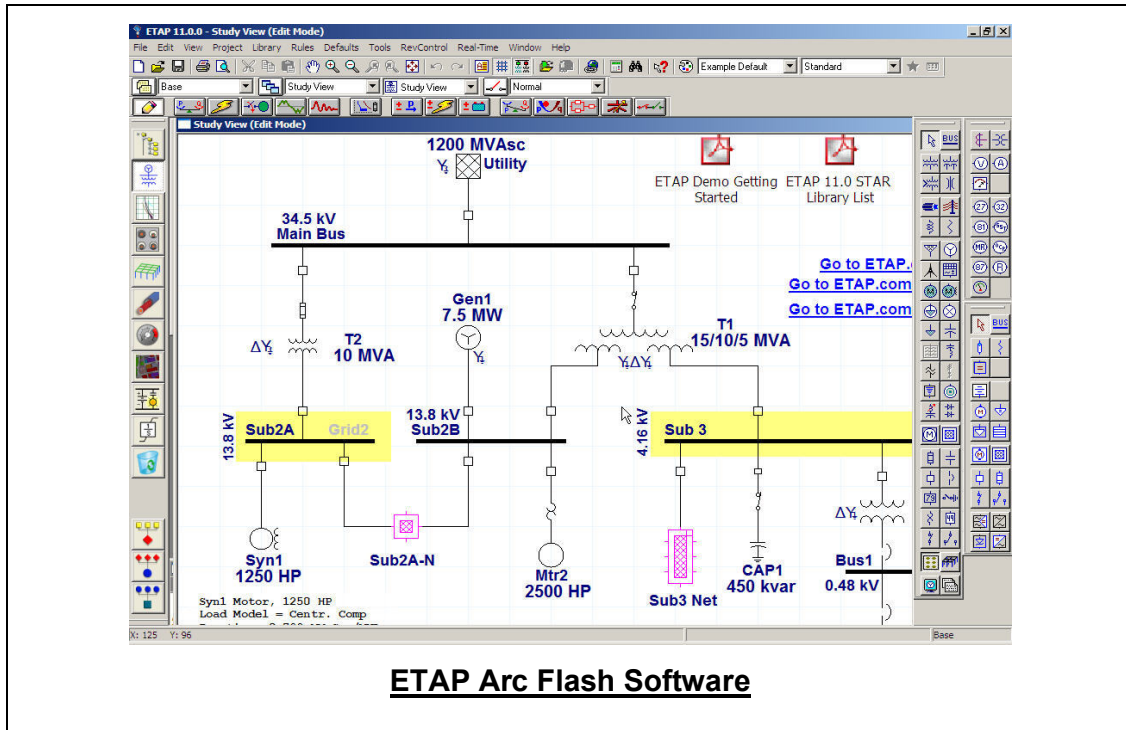 ETAP 11.0.0 - Study View (Edit Mode)
File Edit View Project Library Rules Defaults Tools RevControl Real-Time Window Help
Example Default Standard
Base Study View Study View Normal
Study View (Edit Mode)
1200 MVAsc
Utility
ETAP Demo Getting Started
ETAP 11.0 STAR Library List
34.5 kV
Main Bus
Go to ETAP.
Go to ETAP.com
Go to ETAP.com
Gen1
7.5 MW
T2
10 MVA
T1
15/10/5 MVA
13.8 kV
Sub2A Grid2
13.8 kV
Sub2B
4.16 kV
Sub 3
Syn1
1250 HP
Sub2A-N
Mtr2
2500 HP
Sub3 Net
CAP1
450 kvar
Bus1
0.48 kV
Syn1 Motor, 1250 HP
Load Model = Centr. Comp
X: 125 Y: 96 Base
BUS
BUS
ETAP Arc Flash Software